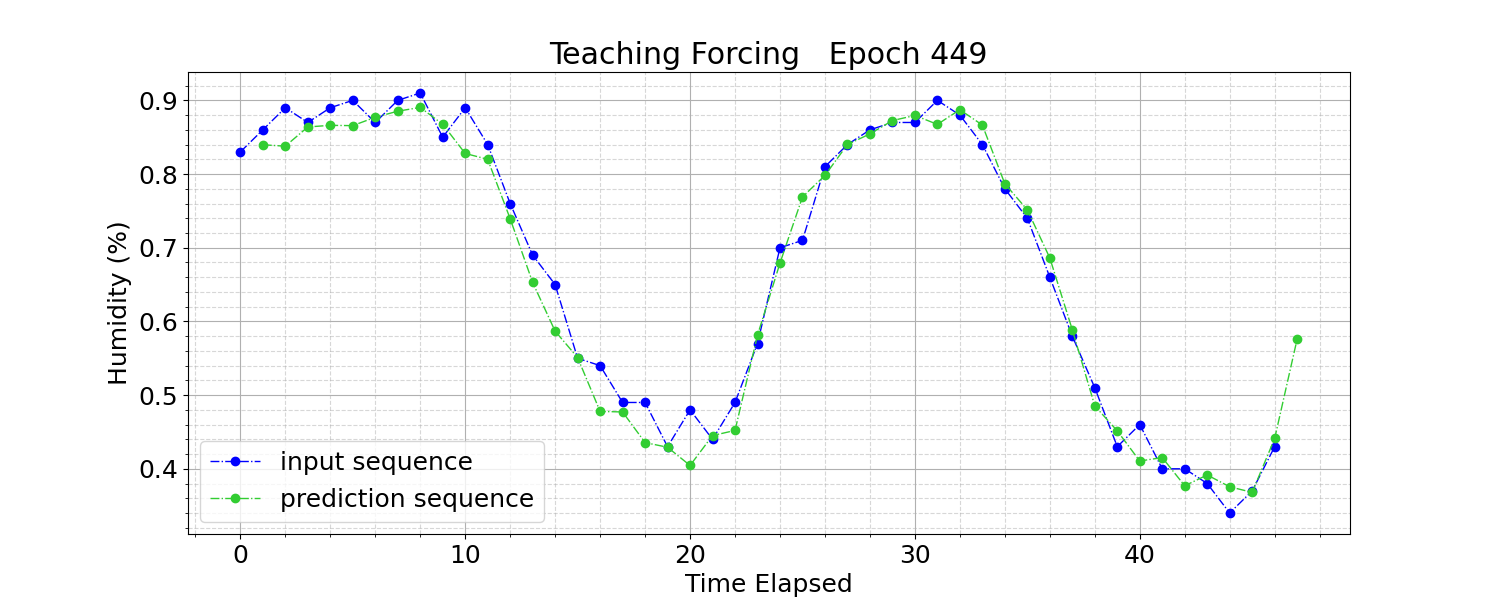 Teaching Forcing   Epoch 449
Humidity (%)
0.9
0.8
0.7
0.6
0.5
0.4
input sequence
prediction sequence
0 10 20 30 40
Time Elapsed